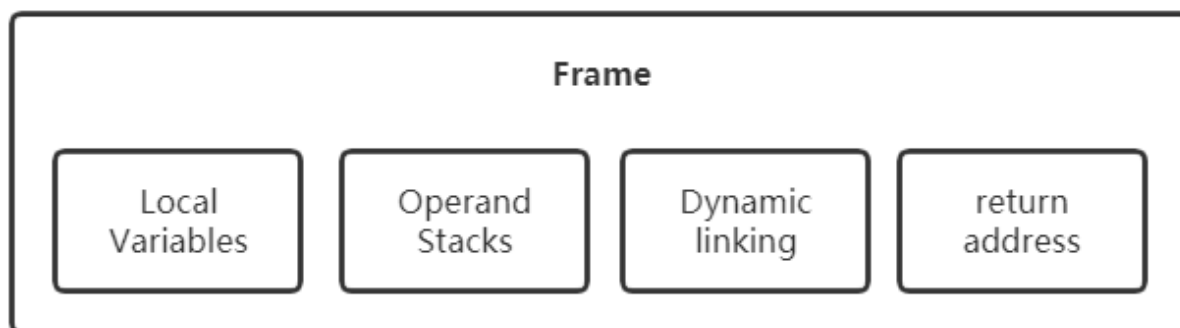 Frame
Local
Variables
Operand
Stacks
Dynamic
linking
return
address